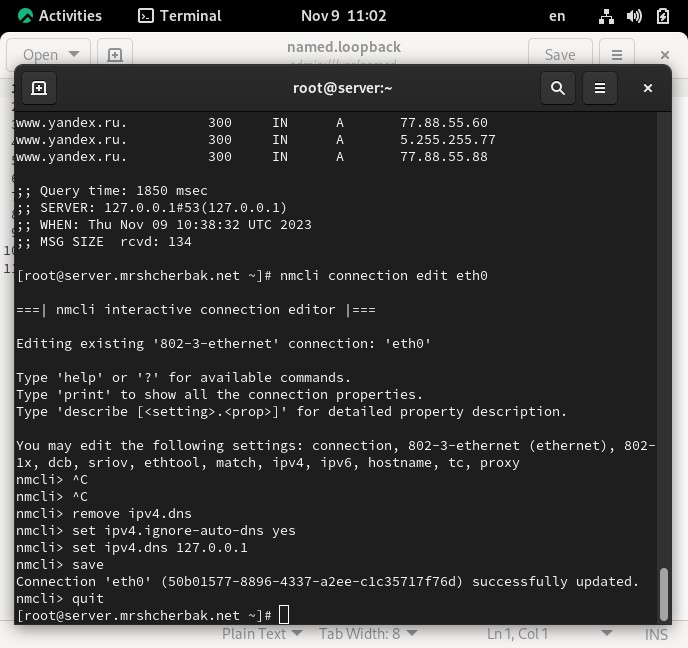 Activities Terminal Nov 9 11:02 en
Open named.loopback Save
root@server:~
www.yandex.ru. 300 IN A 77.88.55.60
www.yandex.ru. 300 IN A 5.255.255.77
www.yandex.ru. 300 IN A 77.88.55.88
;; Query time: 1850 msec
;; SERVER: 127.0.0.1#53(127.0.0.1)
;; WHEN: Thu Nov 09 10:38:32 UTC 2023
;; MSG SIZE rcvd: 134
[root@server.mrshcherbak.net ~]# nmcli connection edit eth0
===| nmcli interactive connection editor |===
Editing existing '802-3-ethernet' connection: 'eth0'
Type 'help' or '?' for available commands.
Type 'print' to show all the connection properties.
Type 'describe [<setting>.<prop>]' for detailed property description.
You may edit the following settings: connection, 802-3-ethernet (ethernet), 802-
1x, dcb, sriov, ethtool, match, ipv4, ipv6, hostname, tc, proxy
nmcli> ^C
nmcli> ^C
nmcli> remove ipv4.dns
nmcli> set ipv4.ignore-auto-dns yes
nmcli> set ipv4.dns 127.0.0.1
nmcli> save
Connection 'eth0' (50b01577-8896-4337-a2ee-c1c35717f76d) successfully updated.
nmcli> quit
[root@server.mrshcherbak.net ~]#
Plain Text Tab Width: 8 Ln 1, Col 1 INS